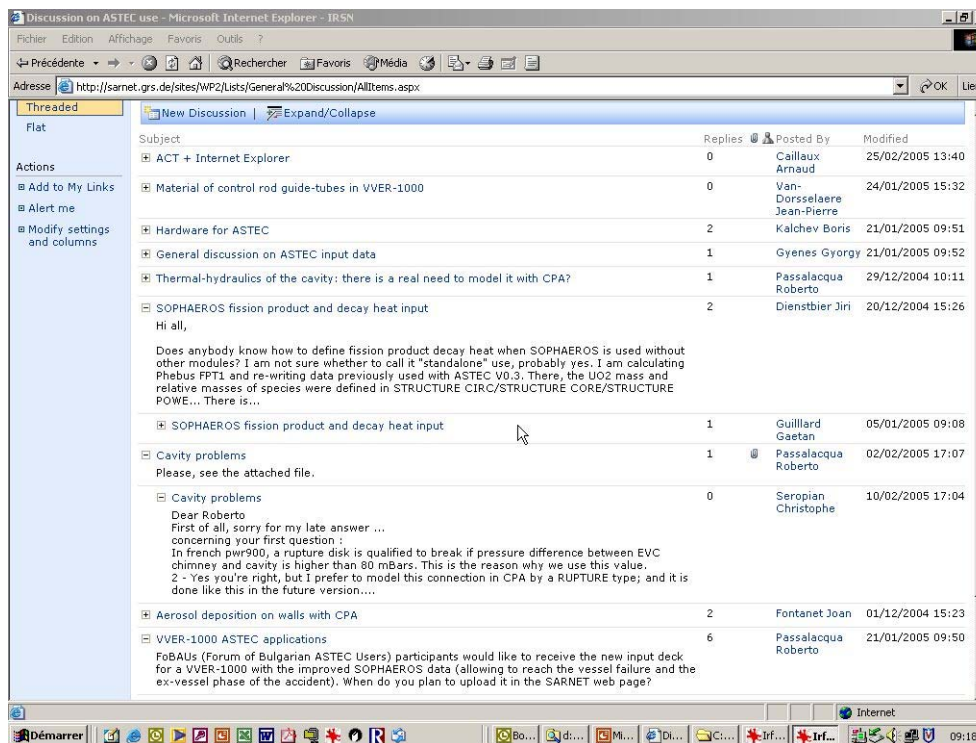 Discussion on ASTEC use - Microsoft Internet Explorer - IRSN
Fichier Edition Affichage Favoris Outils ?
Précédente Rechercher Favoris Média
Adresse http://sarnet.grs.de/sites/WP2/Lists/General%20Discussion/AllItems.aspx OK Lie
Threaded
Flat
Actions
Add to My Links
Alert me
Modify settings
and columns
New Discussion | Expand/Collapse
Subject Replies Posted By Modified
ACT + Internet Explorer 0 Caillaux 25/02/2005 13:40
Arnaud
Material of control rod guide-tubes in VVER-1000 0 Van- 24/01/2005 15:32
Dorsselaere
Jean-Pierre
Hardware for ASTEC 2 Kalchev Boris 21/01/2005 09:51
General discussion on ASTEC input data 1 Gyenes Gyorgy 21/01/2005 09:52
Thermal-hydraulics of the cavity: there is a real need to model it with CPA? 1 Passalacqua 29/12/2004 10:11
Roberto
SOPHAEROS fission product and decay heat input 2 Dienstbier Jiri 20/12/2004 15:26
Hi all,
Does anybody know how to define fission product decay heat when SOPHAEROS is used without
other modules? I am not sure whether to call it "standalone" use, probably yes. I am calculating
Phebus FPT1 and re-writing data previously used with ASTEC V0.3. There, the UO2 mass and
relative masses of species were defined in STRUCTURE CIRC/STRUCTURE CORE/STRUCTURE
POWE... There is...
SOPHAEROS fission product and decay heat input 1 Guilllard 05/01/2005 09:08
Gaetan
Cavity problems 1 Passalacqua 02/02/2005 17:07
Roberto
Please, see the attached file.
Cavity problems 0 Seropian 10/02/2005 17:04
Christophe
Dear Roberto
First of all, sorry for my late answer ...
concerning your first question :
In french pwr900, a rupture disk is qualified to break if pressure difference between EVC
chimney and cavity is higher than 80 mBars. This is the reason why we use this value.
2 - Yes you're right, but I prefer to model this connection in CPA by a RUPTURE type; and it is
done like this in the future version....
Aerosol deposition on walls with CPA 2 Fontanet Joan 01/12/2004 15:23
VVER-1000 ASTEC applications 6 Passalacqua 21/01/2005 09:50
Roberto
FoBAUs (Forum of Bulgarian ASTEC Users) participants would like to receive the new input deck
for a VVER-1000 with the improved SOPHAEROS data (allowing to reach the vessel failure and the
ex-vessel phase of the accident). When do you plan to upload it in the SARNET web page?
Internet
Démarrer Bo... d:... Mi... Di... C:... Irf... Irf...